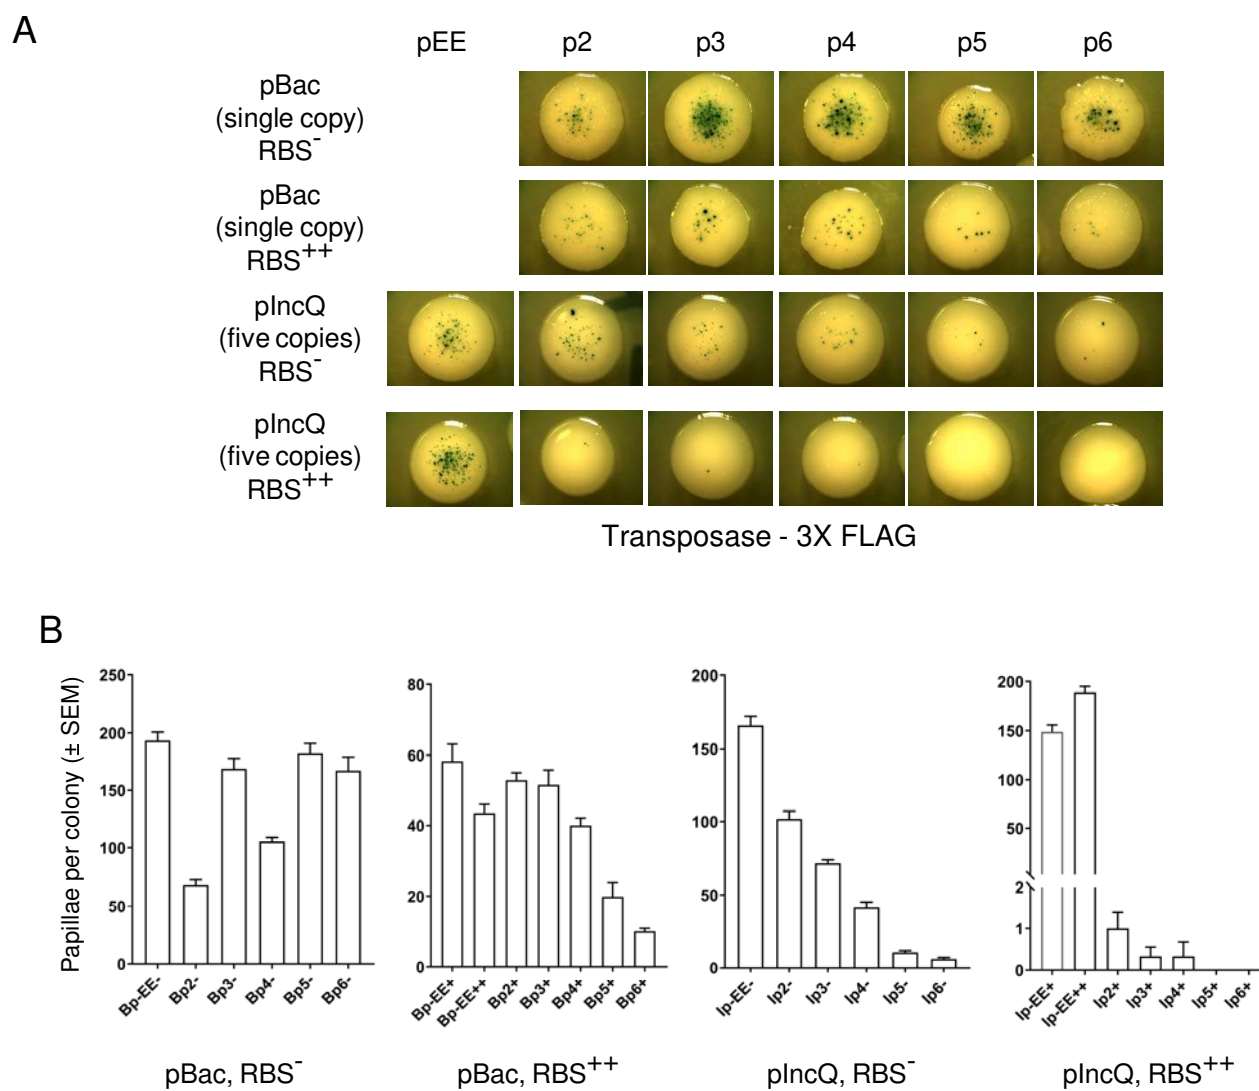 A
pEE p2 p3 p4 p5 p6
pBac
(single copy)
RBS⁻
pBac
(single copy)
RBS⁺⁺
pIncQ
(five copies)
RBS⁻
pIncQ
(five copies)
RBS⁺⁺
Transposase - 3X FLAG
B
Papillae per colony (± SEM)
250
200
150
100
50
0
Bp-EE- Bp2- Bp3- Bp4- Bp5- Bp6-
pBac, RBS⁻
80
60
40
20
0
Bp-EE+ Bp-EE++ Bp2+ Bp3+ Bp4+ Bp5+ Bp6+
pBac, RBS⁺⁺
200
150
100
50
0
Ip-EE- Ip2- Ip3- Ip4- Ip5- Ip6-
pIncQ, RBS⁻
200
150
100
50
2
1
0
Ip-EE+ Ip-EE++ Ip2+ Ip3+ Ip4+ Ip5+ Ip6+
pIncQ, RBS⁺⁺